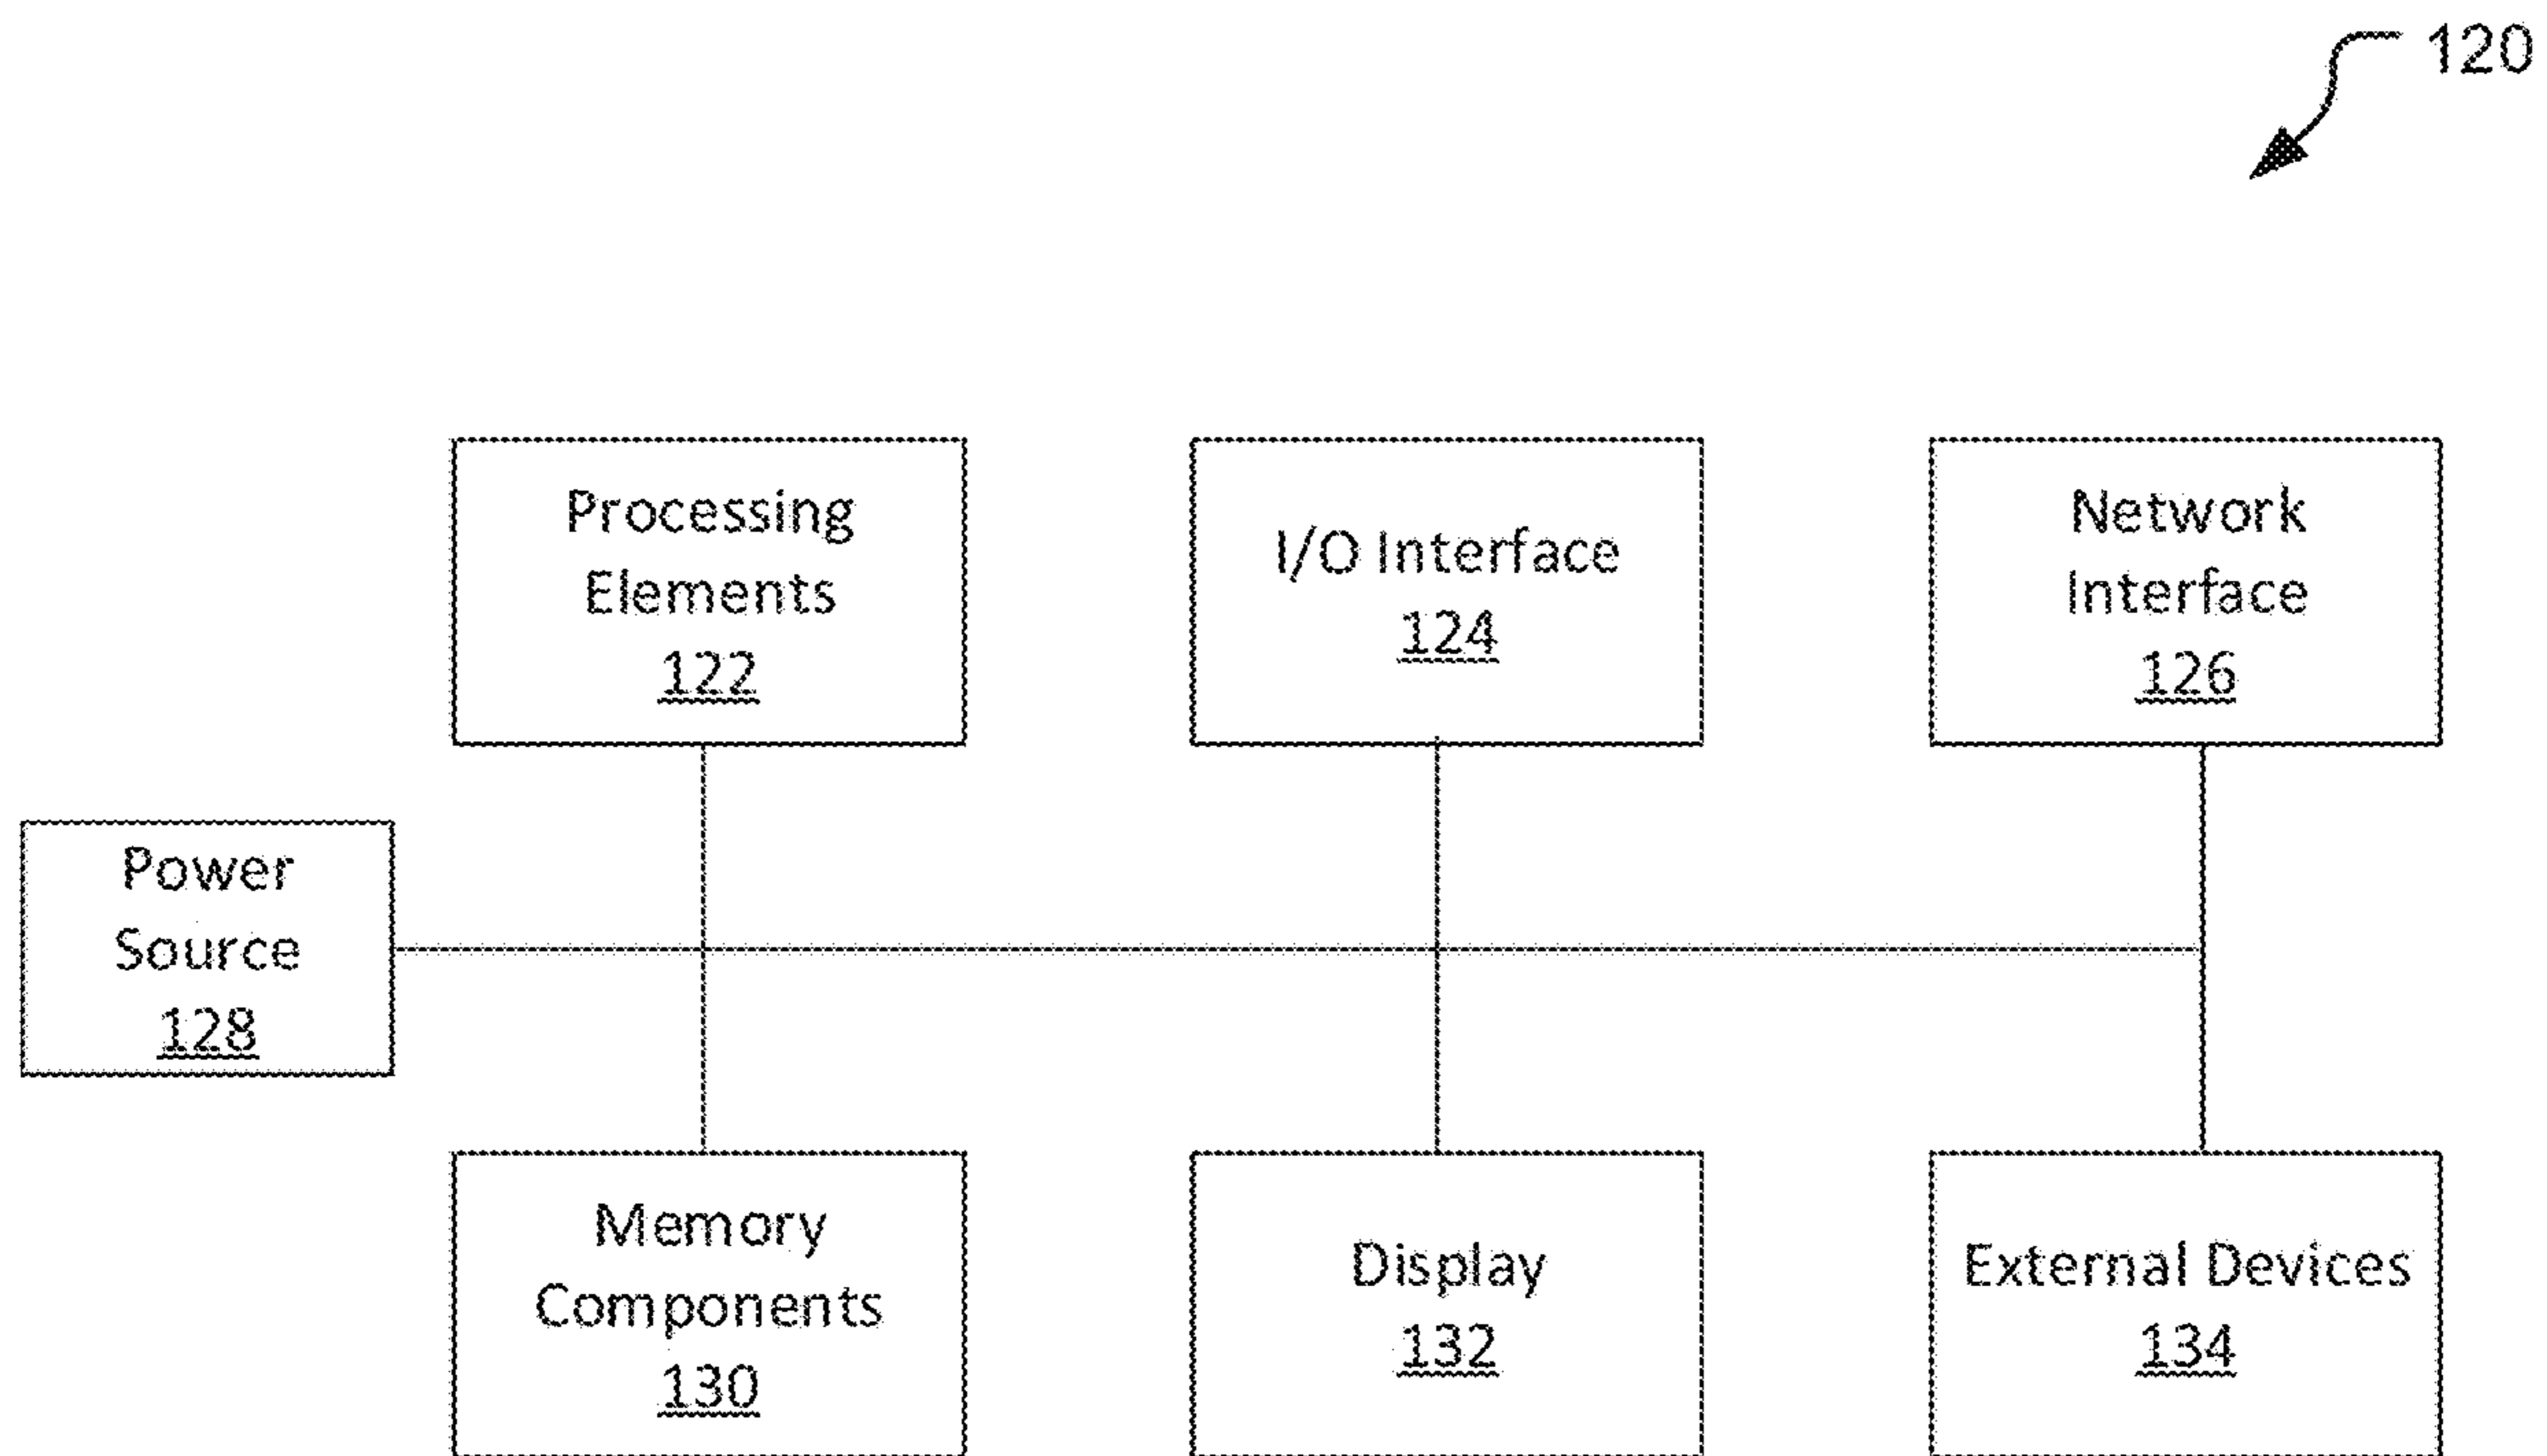 120
Processing
Elements
122
I/O Interface
124
Network
Interface
126
Power
Source
128
Memory
Components
130
Display
132
External Devices
134